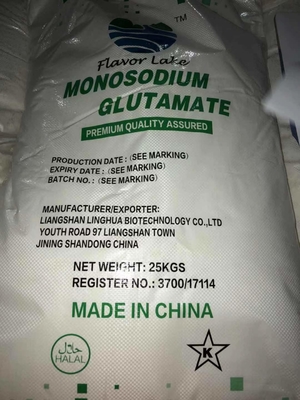 TM
Flavor Lake
MONOSODIUM
GLUTAMATE
PREMIUM QUALITY ASSURED
PRODUCTION DATE : (SEE MARKING)
EXPIRY DATE : (SEE MAKING)
BATCH NO. : (SEE MARKING)
MANUFACTURER/EXPORTER:
LIANGSHAN LINGHUA BIOTECHNOLOGY CO.,LTD
YOUTH ROAD 97 LIANGSHAN TOWN
JINING SHANDONG CHINA
NET WEIGHT: 25KGS
REGISTER NO.: 3700/17114
MADE IN CHINA
حلال
HALAL
K